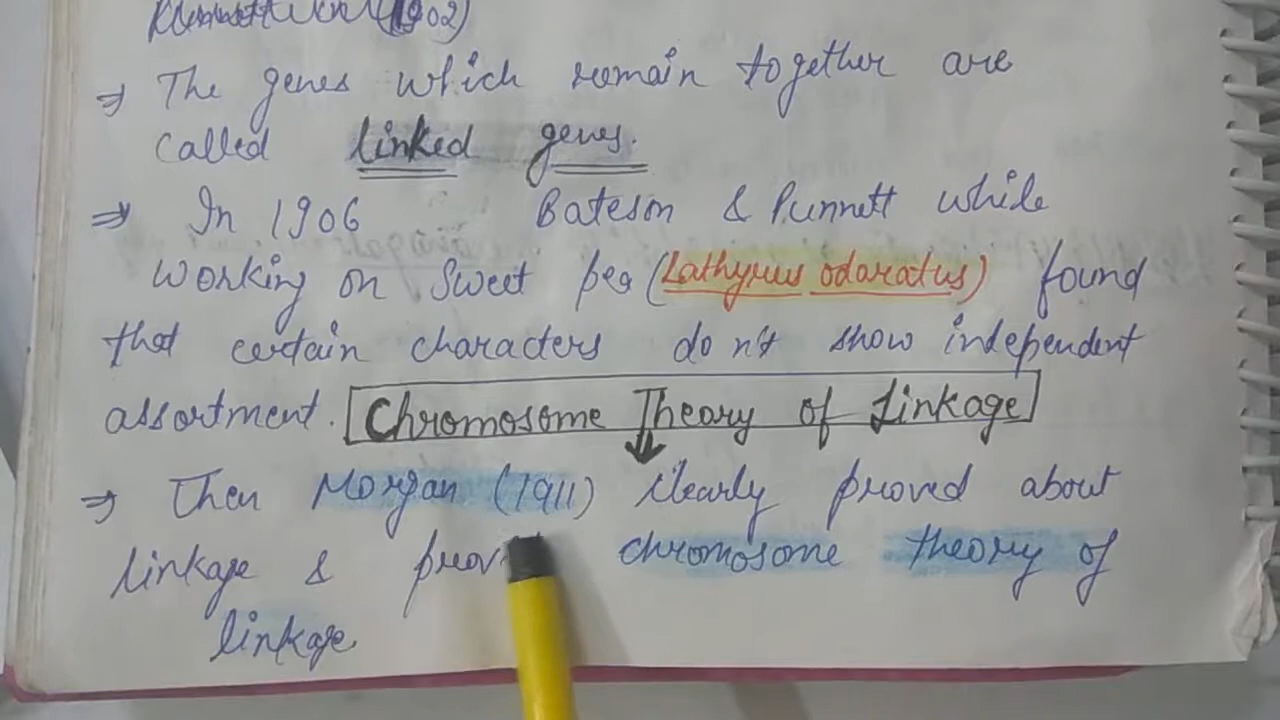 (1902)
⇒ The genes which remain together are
called linked genes.
⇒ In 1906 Bateson & Punnett while
working on sweet pea (Lathyrus odaratus) found
that certain characters don't show independent
assortment. Chromosome Theory of Linkage
⇒ Then Morgan (1911) clearly proved about
linkage & chromosome theory of
linkage